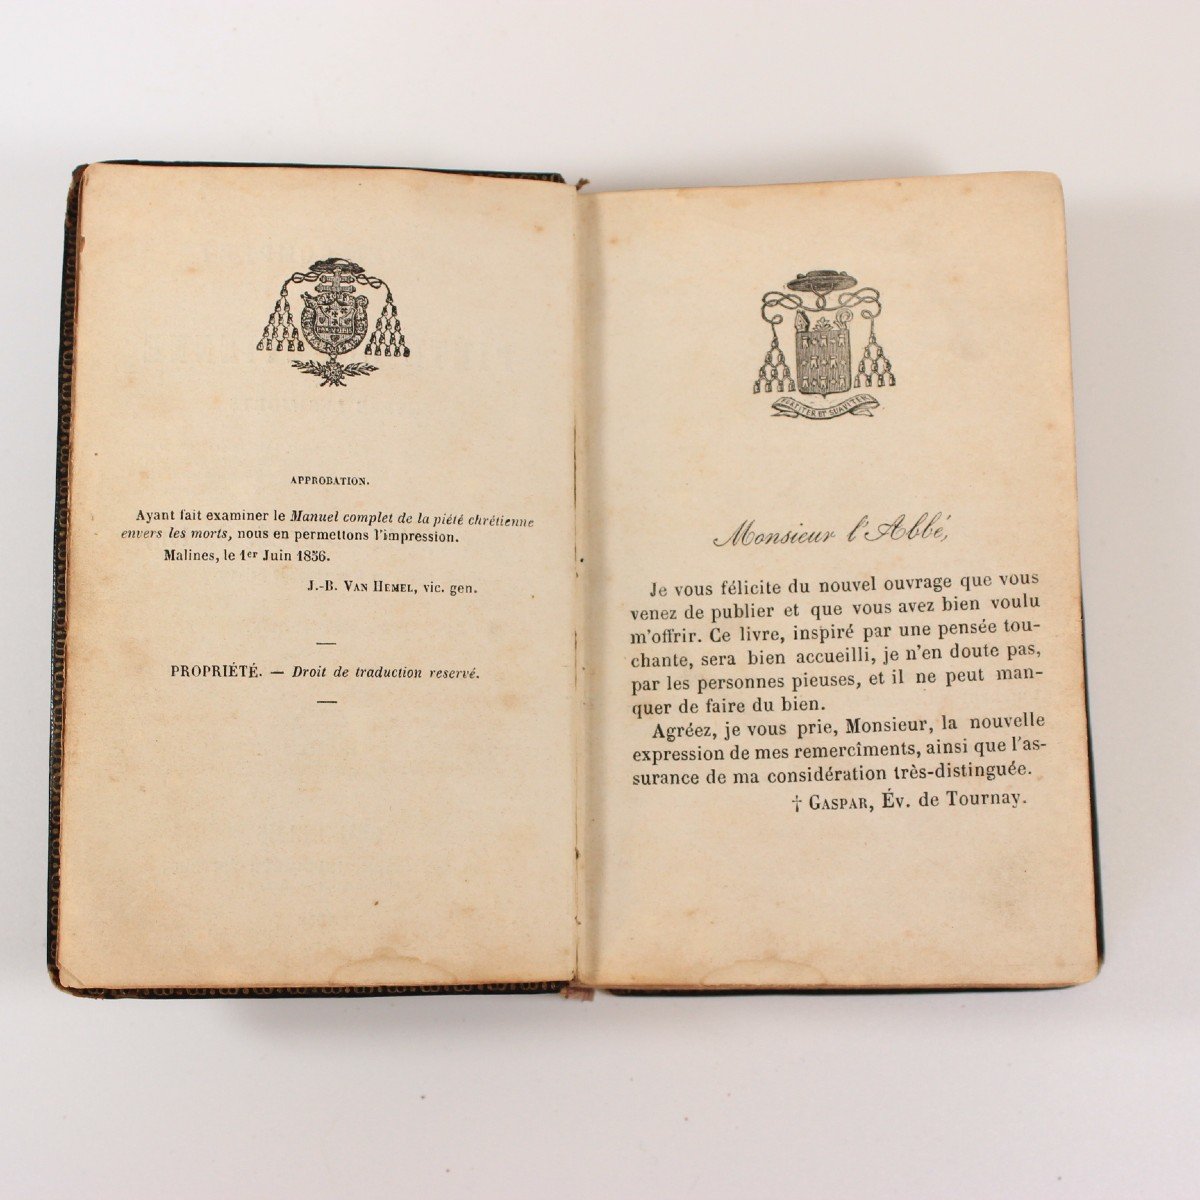 PAX VOBIS
APPROBATION.
Ayant fait examiner le Manuel complet de la piété chrétienne
envers les morts, nous en permettons l'impression.
Malines, le 1er Juin 1856.
J.-B. VAN HEMEL, vic. gen.
PROPRIÉTÉ. — Droit de traduction reservé.
FORTITER ET SUAVITER
Monsieur l'Abbé,
Je vous félicite du nouvel ouvrage que vous
venez de publier et que vous avez bien voulu
m'offrir. Ce livre, inspiré par une pensée tou-
chante, sera bien accueilli, je n'en doute pas,
par les personnes pieuses, et il ne peut man-
quer de faire du bien.
Agréez, je vous prie, Monsieur, la nouvelle
expression de mes remercîments, ainsi que l'as-
surance de ma considération très-distinguée.
† GASPAR, Év. de Tournay.